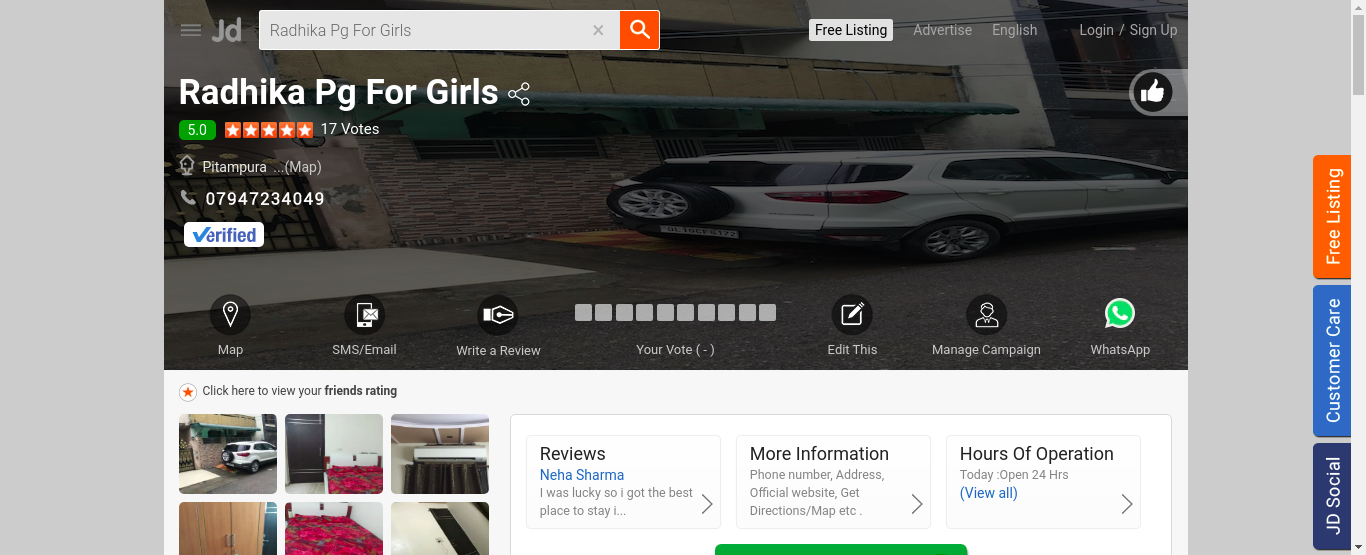 Jd
Radhika Pg For Girls
Free Listing
Advertise
English
Login / Sign Up
Radhika Pg For Girls
5.0
17 Votes
Pitampura ...(Map)
07947234049
Verified
Map
SMS/Email
Write a Review
Your Vote ( - )
Edit This
Manage Campaign
WhatsApp
Click here to view your friends rating
Reviews
Neha Sharma
I was lucky so i got the best
place to stay i...
More Information
Phone number, Address,
Official website, Get
Directions/Map etc .
Hours Of Operation
Today :Open 24 Hrs
(View all)
Free Listing
Customer Care
JD Social